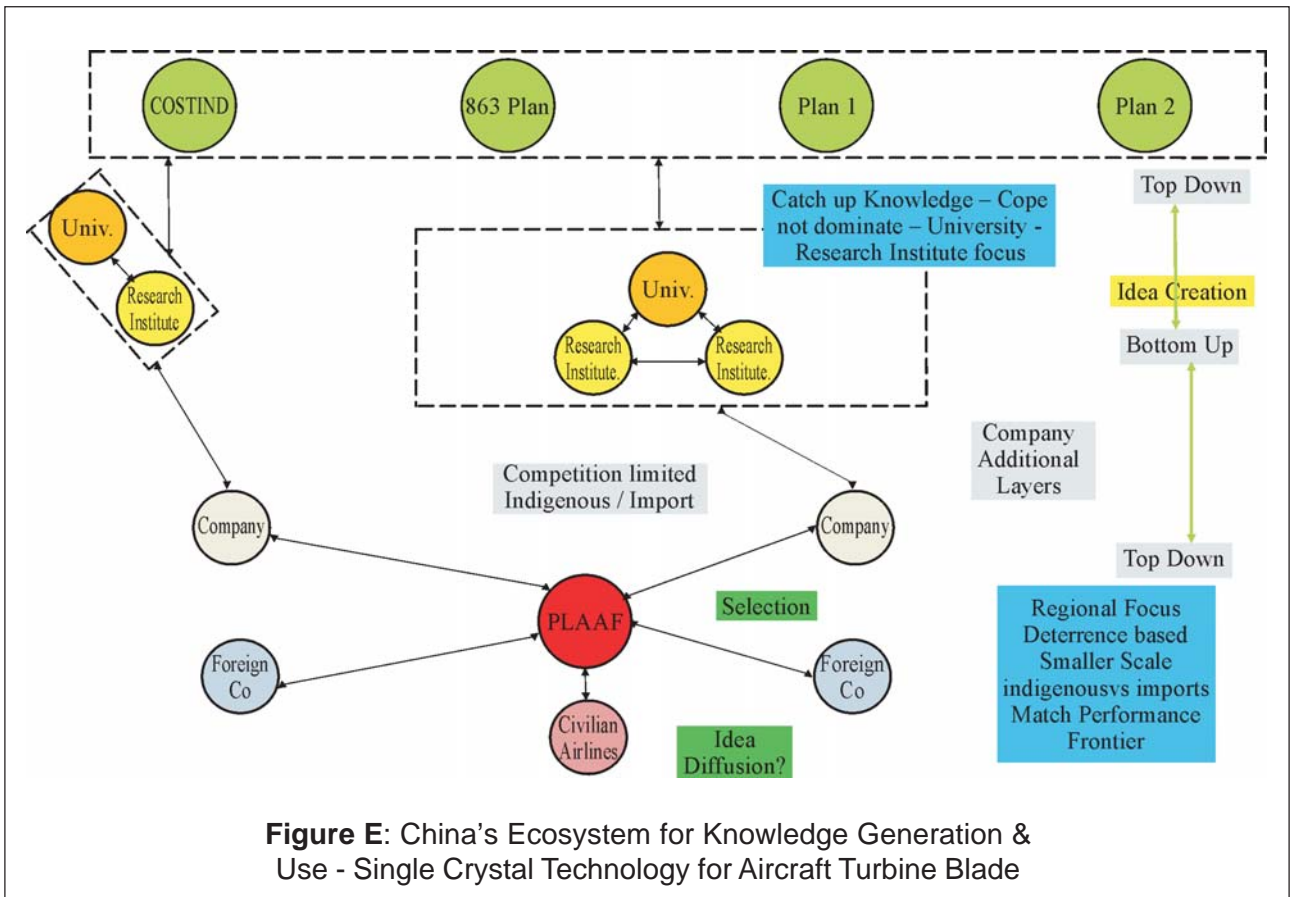 COSTIND
863 Plan
Plan 1
Plan 2
Univ.
Research
Institute
Catch up Knowledge – Cope
not dominate – University -
Research Institute focus
Top Down
Idea Creation
Bottom Up
Univ.
Research
Institute.
Research
Institute.
Company
Additional
Layers
Competition limited
Indigenous / Import
Company
Company
Top Down
PLAAF
Selection
Regional Focus
Deterrence based
Smaller Scale
indigenousvs imports
Match Performance
Frontier
Foreign
Co
Foreign
Co
Civilian
Airlines
Idea
Diffusion?
Figure E: China's Ecosystem for Knowledge Generation &
Use - Single Crystal Technology for Aircraft Turbine Blade